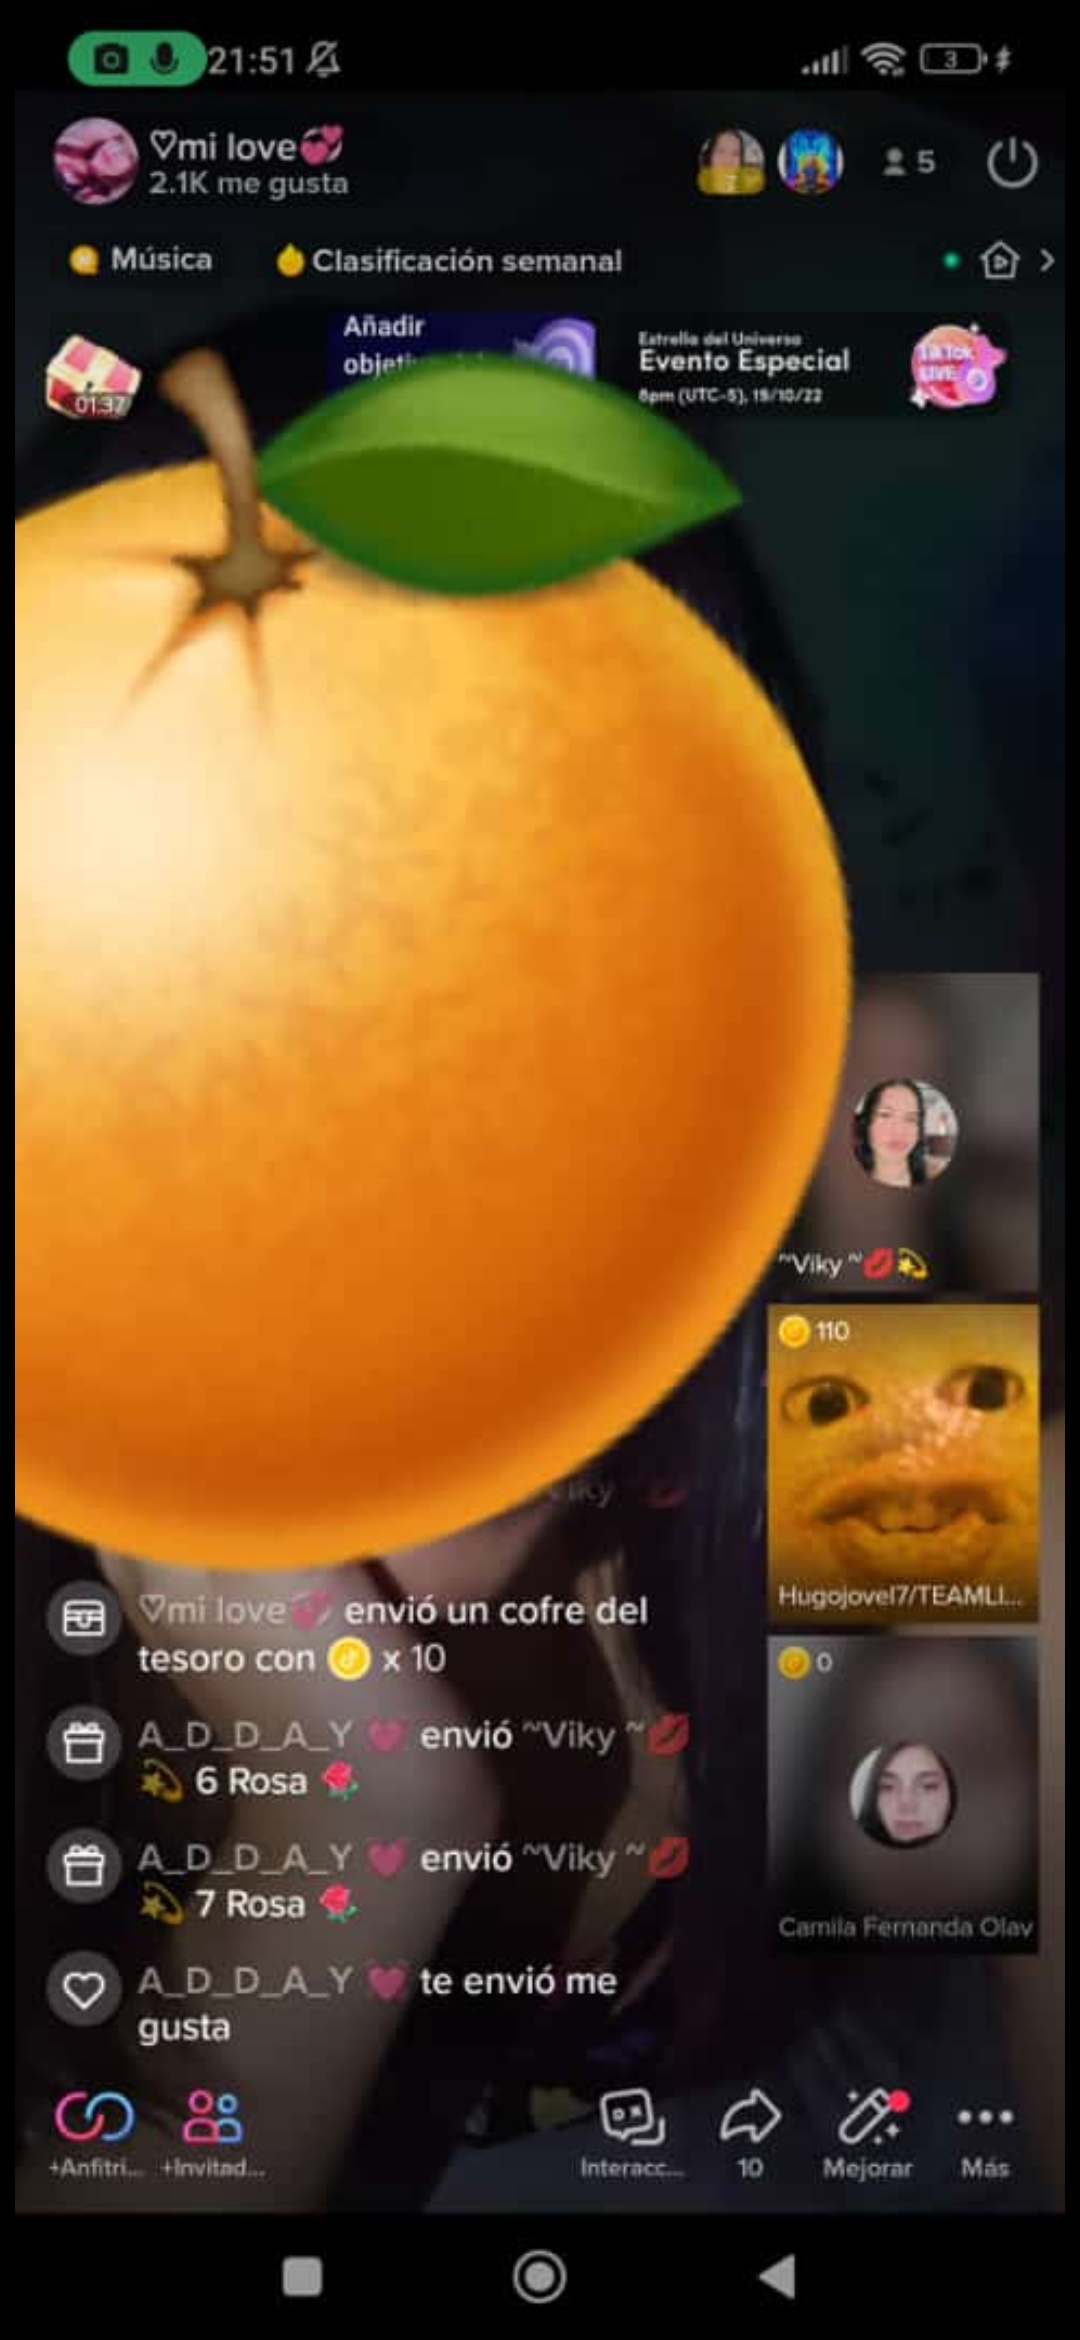 21:51
3
♡mi love💞
2.1K me gusta
5
Música
Clasificación semanal
01:37
Añadir
Estrella del Universo
Evento Especial
6pm (UTC-5), 19/10/22
TikTok
LIVE
~Viky ~💋💫
110
Hugojovel7/TEAMLI...
0
Camila Fernanda Olav
♡mi love💞 envió un cofre del
tesoro con x 10
A_D_D_A_Y 💗 envió ~Viky ~💋
💫 6 Rosa 🌹
A_D_D_A_Y 💗 envió ~Viky ~💋
💫 7 Rosa 🌹
A_D_D_A_Y 💗 te envió me
gusta
+Anfitri...
+Invitad...
Interacc...
10
Mejorar
Más